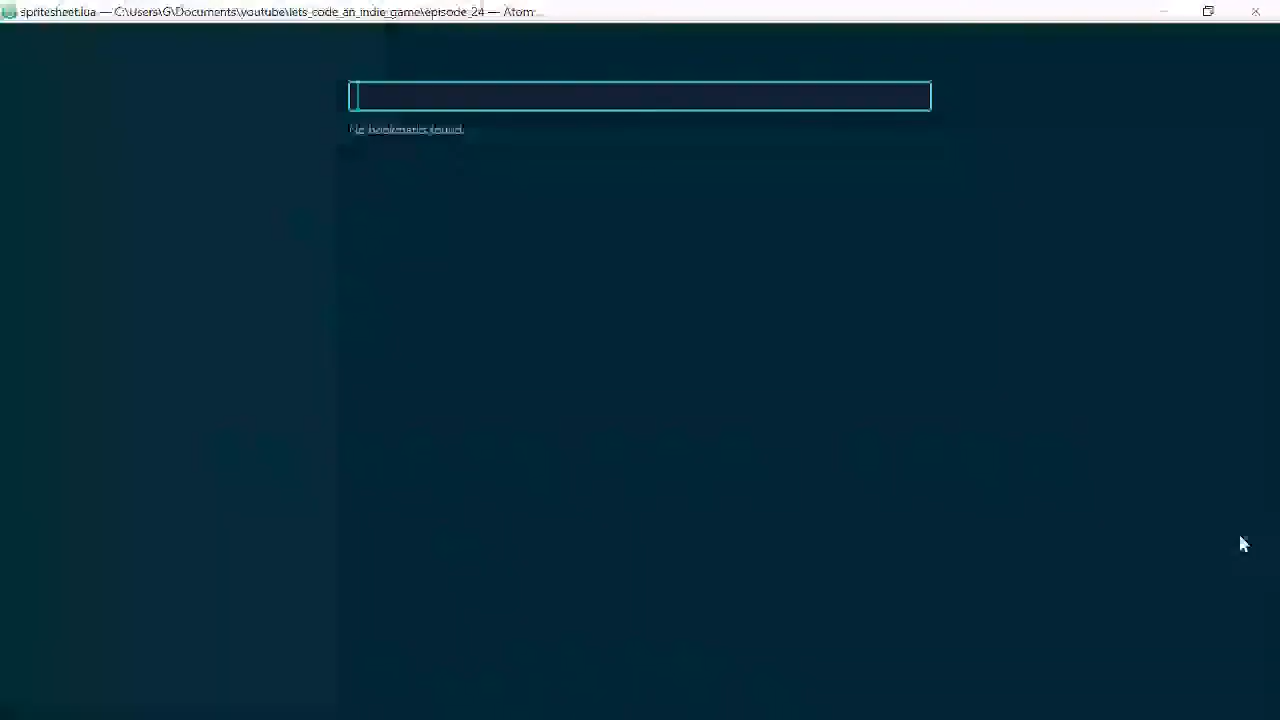 spritesheet.lua — C:\Users\G\Documents\youtube\lets_code_an_indie_game\episode_24 — Atom
No bookmarks found.